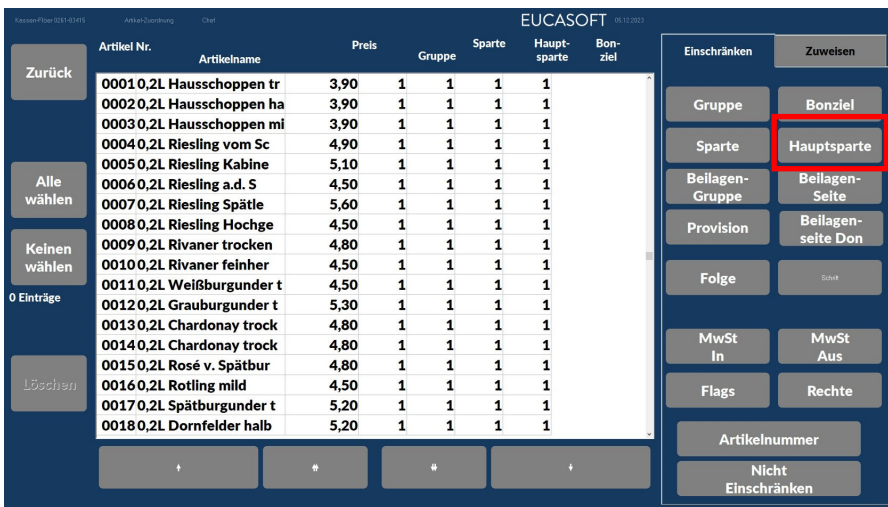 Kassen-Flöer 0261-83415 Artikel-Zuordnung Chef EUCASOFT 05.12.2023
Artikel Nr. Artikelname Preis Gruppe Sparte Haupt- sparte Bon- ziel
Einschränken Zuweisen
Zurück
0001 0,2L Hausschoppen tr 3,90 1 1 1 1
0002 0,2L Hausschoppen ha 3,90 1 1 1 1
0003 0,2L Hausschoppen mi 3,90 1 1 1 1
0004 0,2L Riesling vom Sc 4,90 1 1 1 1
0005 0,2L Riesling Kabine 5,10 1 1 1 1
0006 0,2L Riesling a.d. S 4,50 1 1 1 1
0007 0,2L Riesling Spätle 5,60 1 1 1 1
0008 0,2L Riesling Hochge 4,50 1 1 1 1
0009 0,2L Rivaner trocken 4,80 1 1 1 1
0010 0,2L Rivaner feinher 4,50 1 1 1 1
0011 0,2L Weißburgunder t 4,50 1 1 1 1
0012 0,2L Grauburgunder t 5,30 1 1 1 1
0013 0,2L Chardonay trock 4,80 1 1 1 1
0014 0,2L Chardonay trock 4,80 1 1 1 1
0015 0,2L Rosé v. Spätbur 4,80 1 1 1 1
0016 0,2L Rotling mild 4,50 1 1 1 1
0017 0,2L Spätburgunder t 5,20 1 1 1 1
0018 0,2L Dornfelder halb 5,20 1 1 1 1
Alle
wählen
Keinen
wählen
0 Einträge
Löschen
Gruppe Bonziel
Sparte Hauptsparte
Beilagen- Beilagen-
Gruppe Seite
Provision Beilagen-
seite Don
Folge Schrift
MwSt MwSt
In Aus
Flags Rechte
Artikelnummer
Nicht
Einschränken